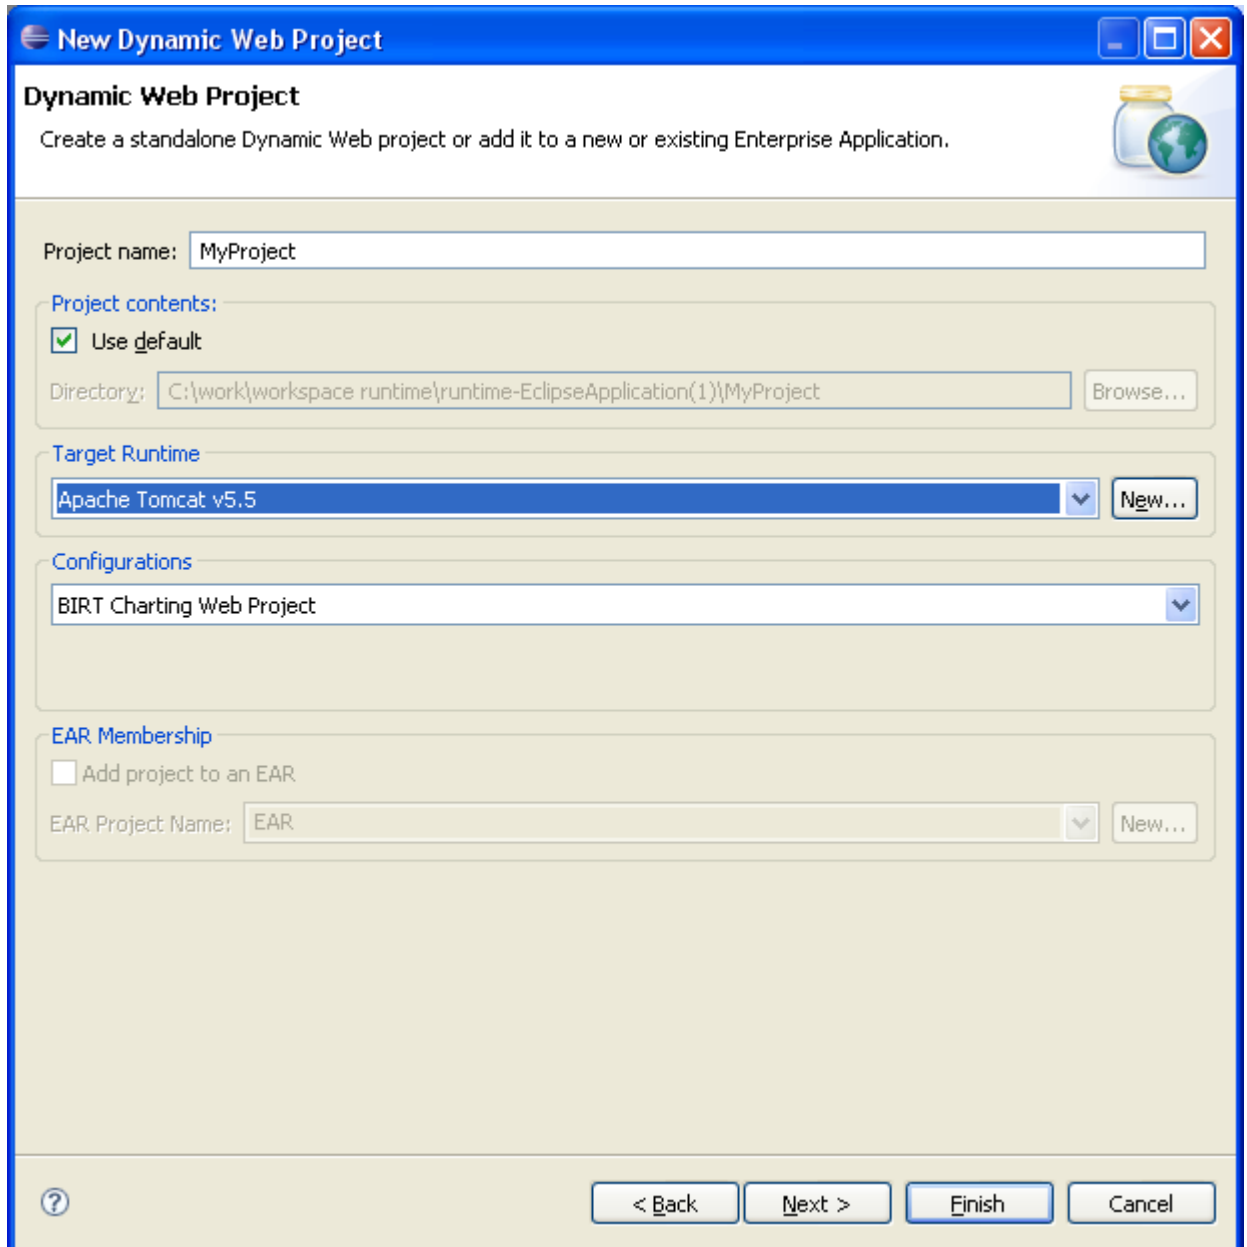 New Dynamic Web Project
Dynamic Web Project
Create a standalone Dynamic Web project or add it to a new or existing Enterprise Application.
Project name: MyProject
Project contents:
Use default
Directory: C:\work\workspace runtime\runtime-EclipseApplication(1)\MyProject Browse...
Target Runtime
Apache Tomcat v5.5 New...
Configurations
BIRT Charting Web Project
EAR Membership
Add project to an EAR
EAR Project Name: EAR New...
? < Back Next > Finish Cancel